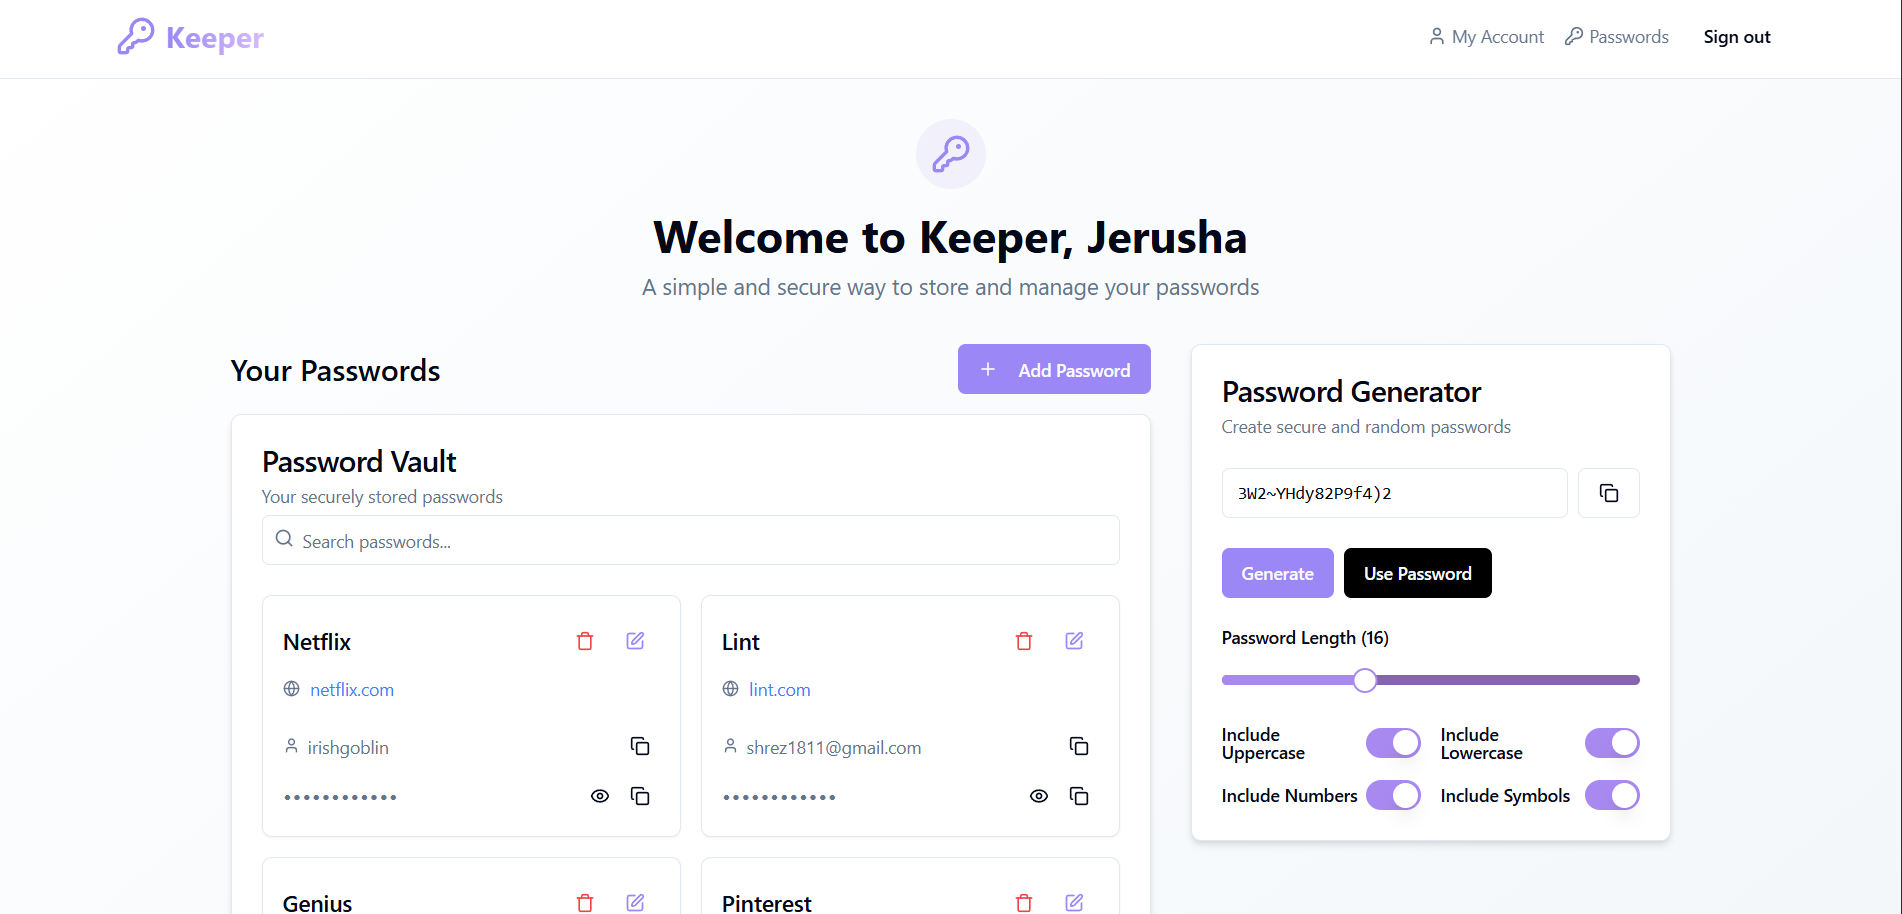 Keeper
My Account
Passwords
Sign out
Welcome to Keeper, Jerusha
A simple and secure way to store and manage your passwords
Your Passwords
Add Password
Password Vault
Your securely stored passwords
Search passwords...
Netflix
netflix.com
irishgoblin
••••••••••••
Lint
lint.com
shrez1811@gmail.com
••••••••••••
Genius
Pinterest
Password Generator
Create secure and random passwords
3W2~YHdy82P9f4)2
Generate
Use Password
Password Length (16)
Include
Uppercase
Include
Lowercase
Include Numbers
Include Symbols